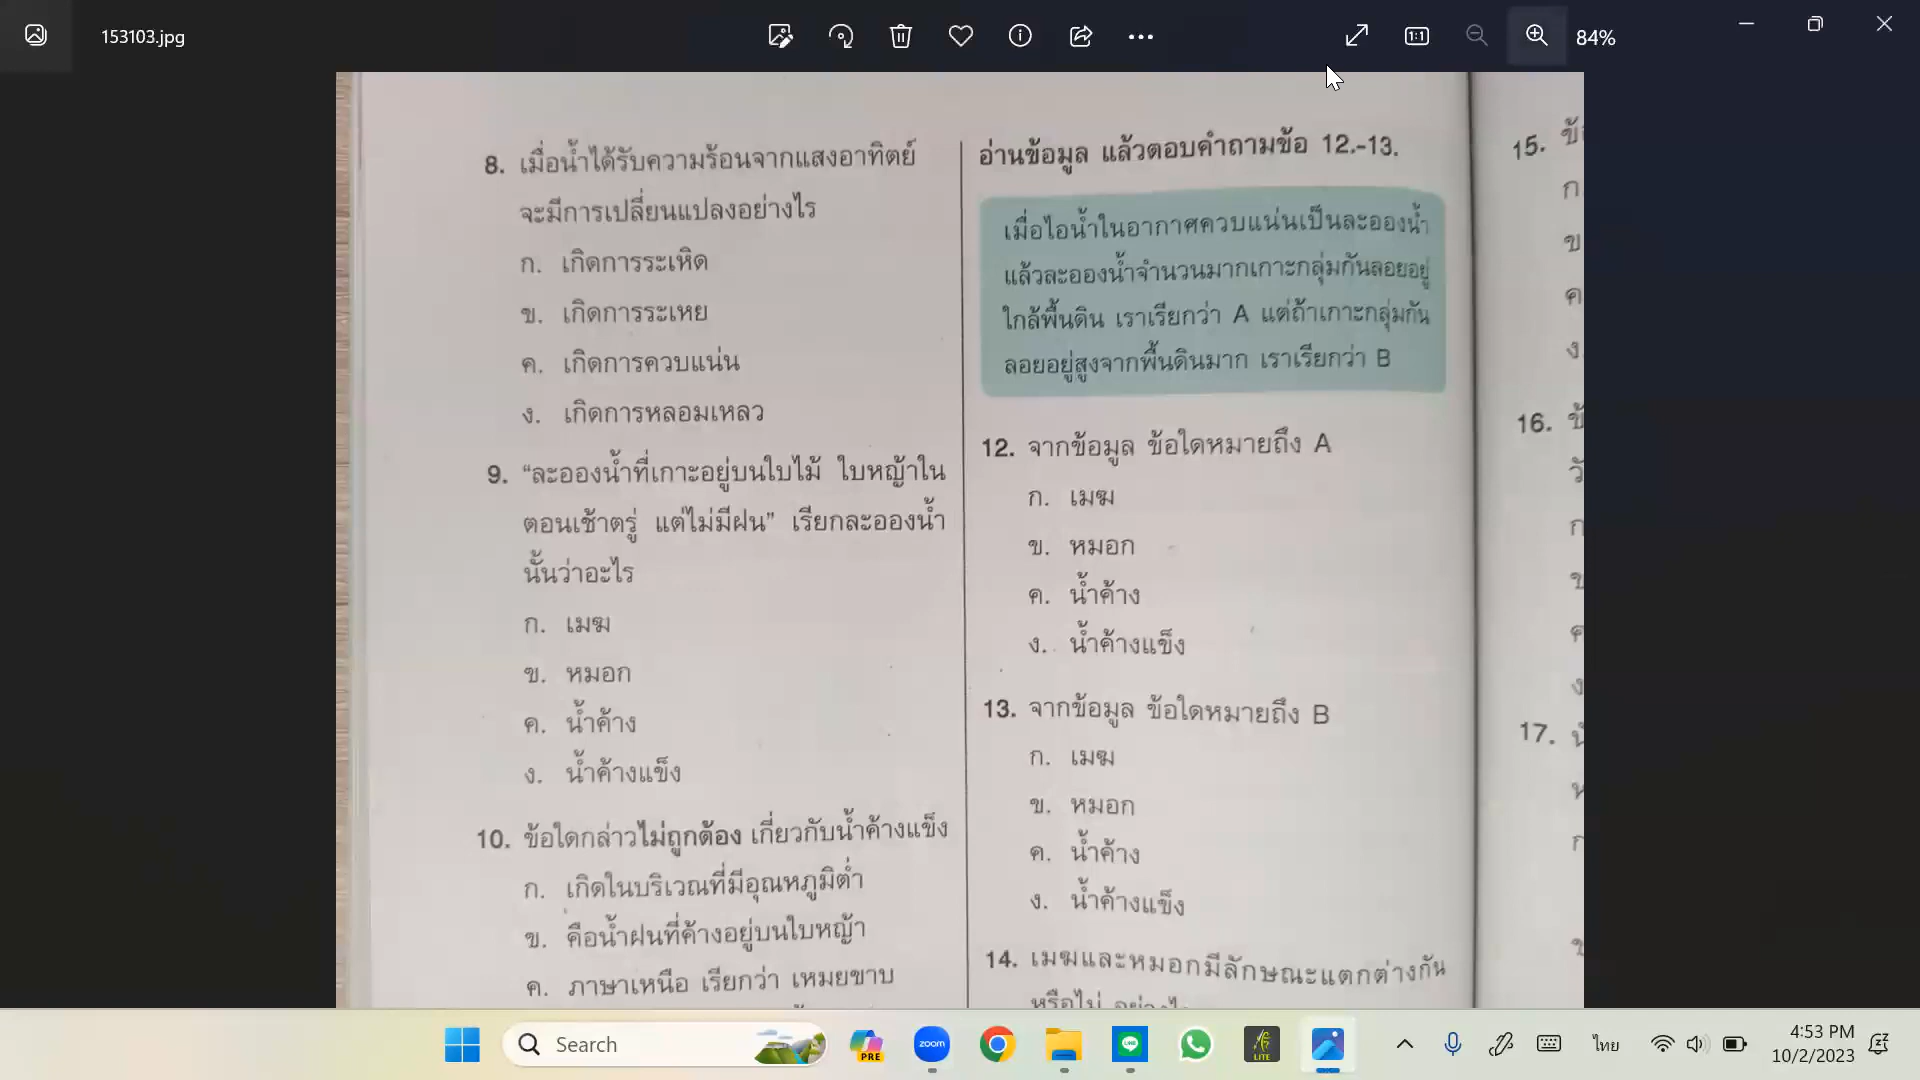 153103.jpg
84%
8. เมื่อน้ำได้รับความร้อนจากแสงอาทิตย์
จะมีการเปลี่ยนแปลงอย่างไร
ก. เกิดการระเหิด
ข. เกิดการระเหย
ค. เกิดการควบแน่น
ง. เกิดการหลอมเหลว
9. “ละอองน้ำที่เกาะอยู่บนใบไม้ ใบหญ้าใน
ตอนเช้าตรู่ แต่ไม่มีฝน” เรียกละอองน้ำ
นั้นว่าอะไร
ก. เมฆ
ข. หมอก
ค. น้ำค้าง
ง. น้ำค้างแข็ง
10. ข้อใดกล่าวไม่ถูกต้อง เกี่ยวกับน้ำค้างแข็ง
ก. เกิดในบริเวณที่มีอุณหภูมิต่ำ
ข. คือน้ำฝนที่ค้างอยู่บนใบหญ้า
ค. ภาษาเหนือ เรียกว่า เหมยขาบ
อ่านข้อมูล แล้วตอบคำถามข้อ 12.-13.
เมื่อไอน้ำในอากาศควบแน่นเป็นละอองน้ำ
แล้วละอองน้ำจำนวนมากเกาะกลุ่มกันลอยอยู่
ใกล้พื้นดิน เราเรียกว่า A แต่ถ้าเกาะกลุ่มกัน
ลอยอยู่สูงจากพื้นดินมาก เราเรียกว่า B
12. จากข้อมูล ข้อใดหมายถึง A
ก. เมฆ
ข. หมอก
ค. น้ำค้าง
ง. น้ำค้างแข็ง
13. จากข้อมูล ข้อใดหมายถึง B
ก. เมฆ
ข. หมอก
ค. น้ำค้าง
ง. น้ำค้างแข็ง
14. เมฆและหมอกมีลักษณะแตกต่างกัน
หรือไม่ อย่างไร
15.
ก
ข
ค
ง
16.
17.
Search
PRE
zoom
LITE
ไทย
4:53 PM
10/2/2023